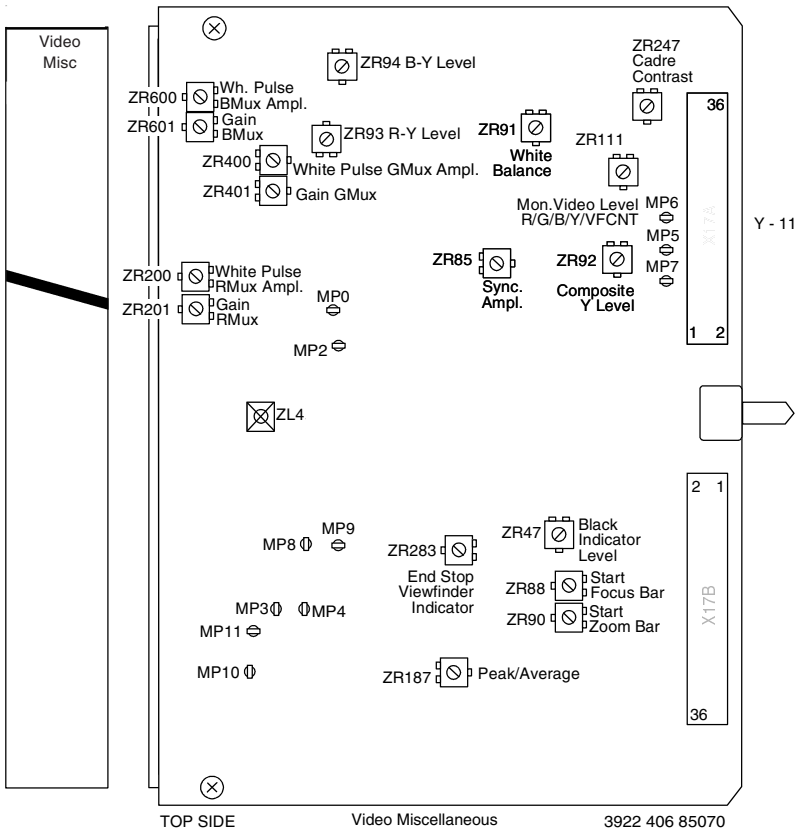 Video
Misc
ZR94 B-Y Level
ZR247
Cadre
Contrast
ZR600
Wh. Pulse
BMux Ampl.
ZR601
Gain
BMux
36
ZR93 R-Y Level
ZR91
White
Balance
ZR111
ZR400
White Pulse GMux Ampl.
ZR401
Gain GMux
Mon.Video Level
R/G/B/Y/VFCNT
MP6
MP5
MP7
X17A
Y - 11
ZR85
Sync.
Ampl.
ZR92
Composite
Y Level
ZR200
White Pulse
RMux Ampl.
ZR201
Gain
RMux
MP0
MP2
1 2
ZL4
2 1
MP9
MP8
ZR283
End Stop
Viewfinder
Indicator
ZR47
Black
Indicator
Level
ZR88
Start
Focus Bar
ZR90
Start
Zoom Bar
X17B
MP3
MP4
MP11
MP10
ZR187
Peak/Average
36
TOP SIDE
Video Miscellaneous
3922 406 85070